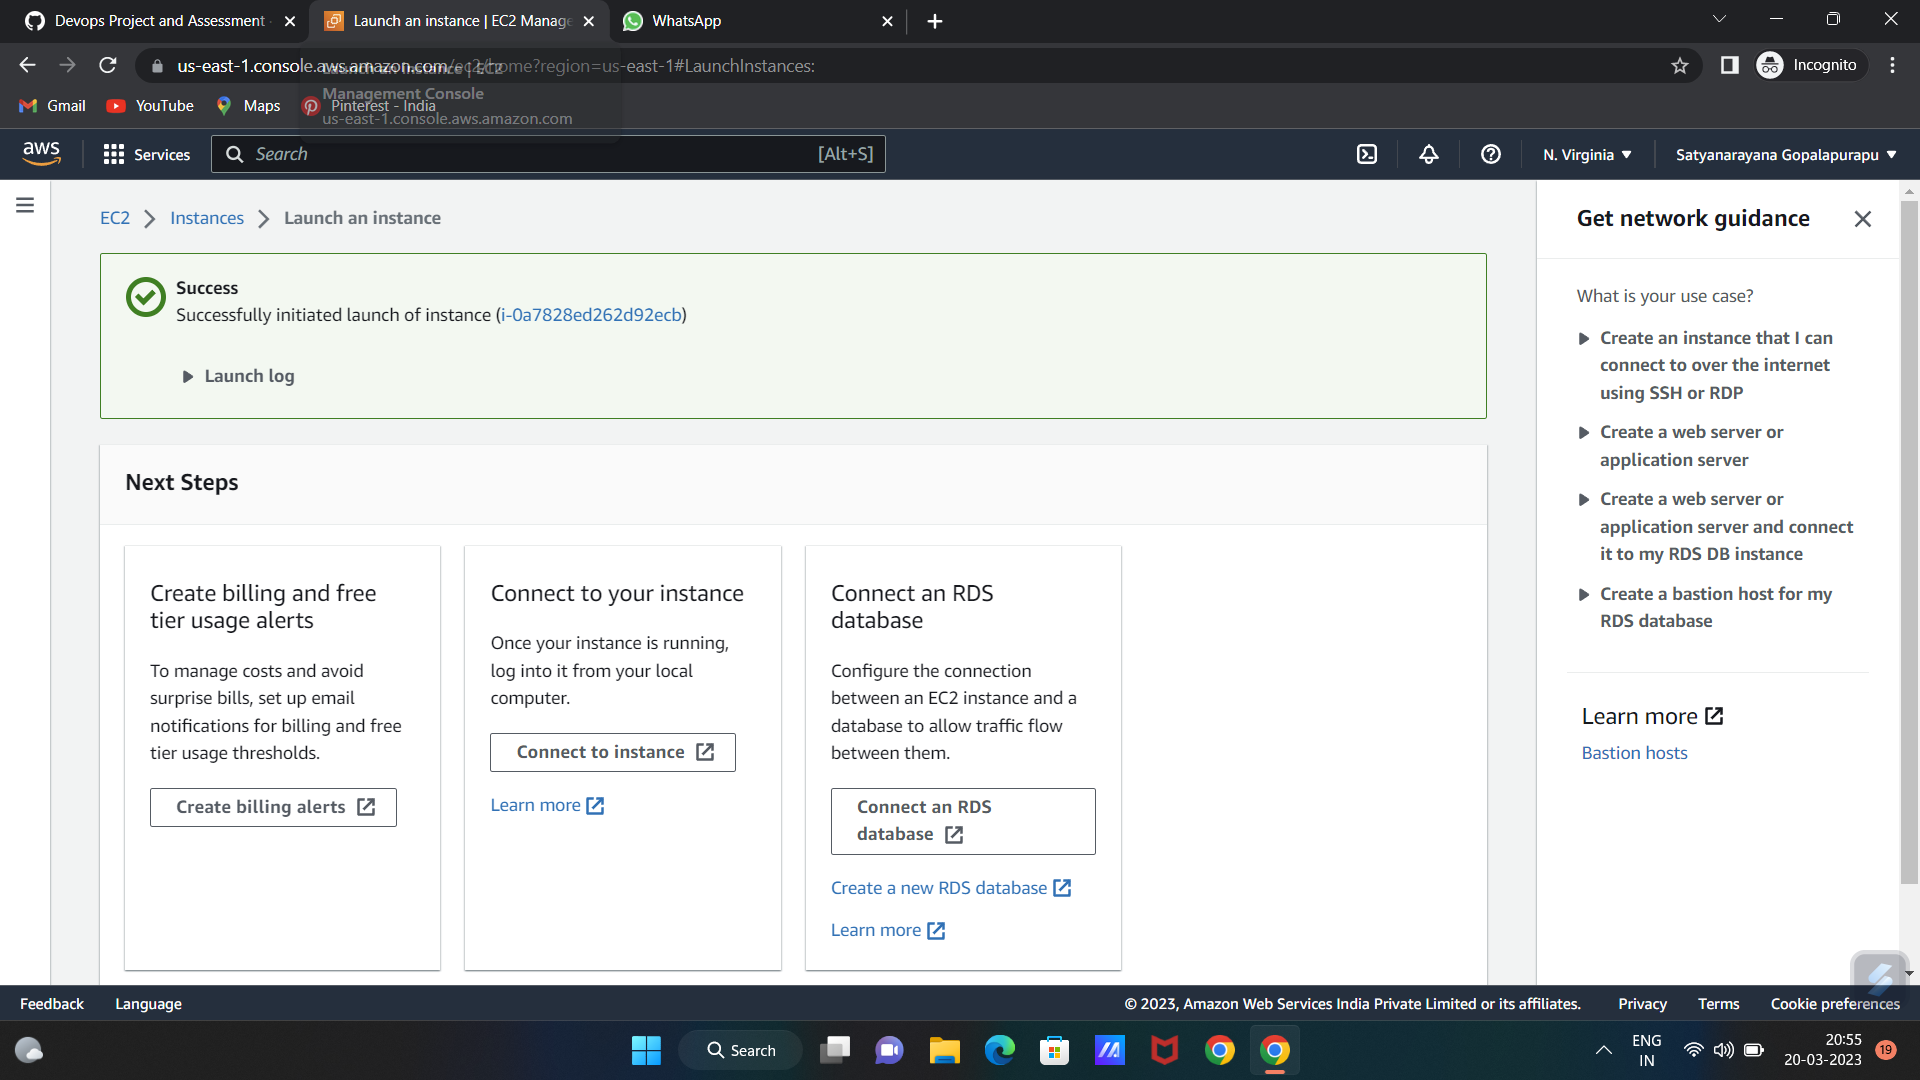 Devops Project and Assessment
Launch an instance | EC2 Manage
WhatsApp
us-east-1.console.aws.amazon.com/ec2/home?region=us-east-1#LaunchInstances:
Incognito
Launch an instance | EC2
Management Console
us-east-1.console.aws.amazon.com
Gmail
YouTube
Maps
Pinterest - India
aws
Services
Search
[Alt+S]
N. Virginia
Satyanarayana Gopalapurapu
EC2
Instances
Launch an instance
Success
Successfully initiated launch of instance (i-0a7828ed262d92ecb)
Launch log
Next Steps
Create billing and free
tier usage alerts
To manage costs and avoid
surprise bills, set up email
notifications for billing and free
tier usage thresholds.
Create billing alerts
Connect to your instance
Once your instance is running,
log into it from your local
computer.
Connect to instance
Learn more
Connect an RDS
database
Configure the connection
between an EC2 instance and a
database to allow traffic flow
between them.
Connect an RDS
database
Create a new RDS database
Learn more
Get network guidance
What is your use case?
Create an instance that I can
connect to over the internet
using SSH or RDP
Create a web server or
application server
Create a web server or
application server and connect
it to my RDS DB instance
Create a bastion host for my
RDS database
Learn more
Bastion hosts
Feedback
Language
© 2023, Amazon Web Services India Private Limited or its affiliates.
Privacy
Terms
Cookie preferences
Search
ENG
IN
20:55
20-03-2023
19